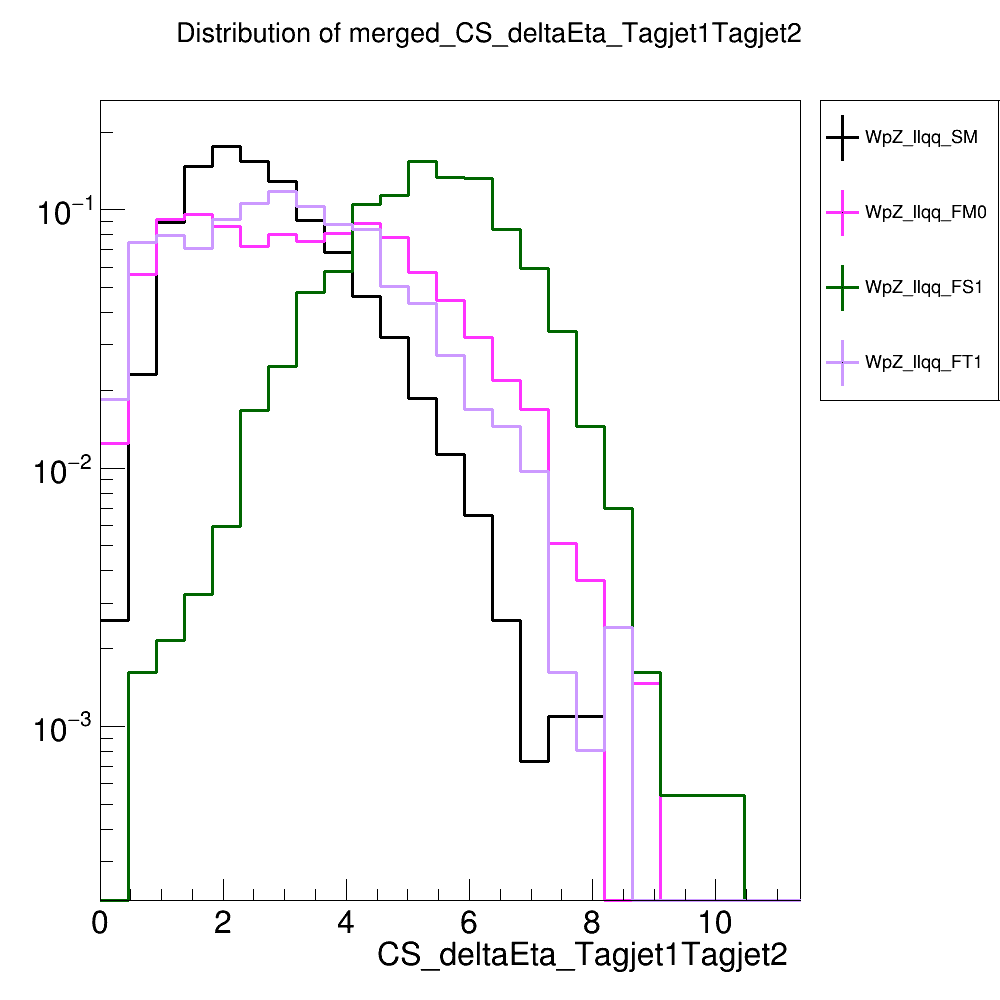 Distribution of merged_CS_deltaEta_Tagjet1Tagjet2
WpZ_llqq_SM
WpZ_llqq_FM0
WpZ_llqq_FS1
WpZ_llqq_FT1
10⁻¹
10⁻²
10⁻³
0 2 4 6 8 10
CS_deltaEta_Tagjet1Tagjet2